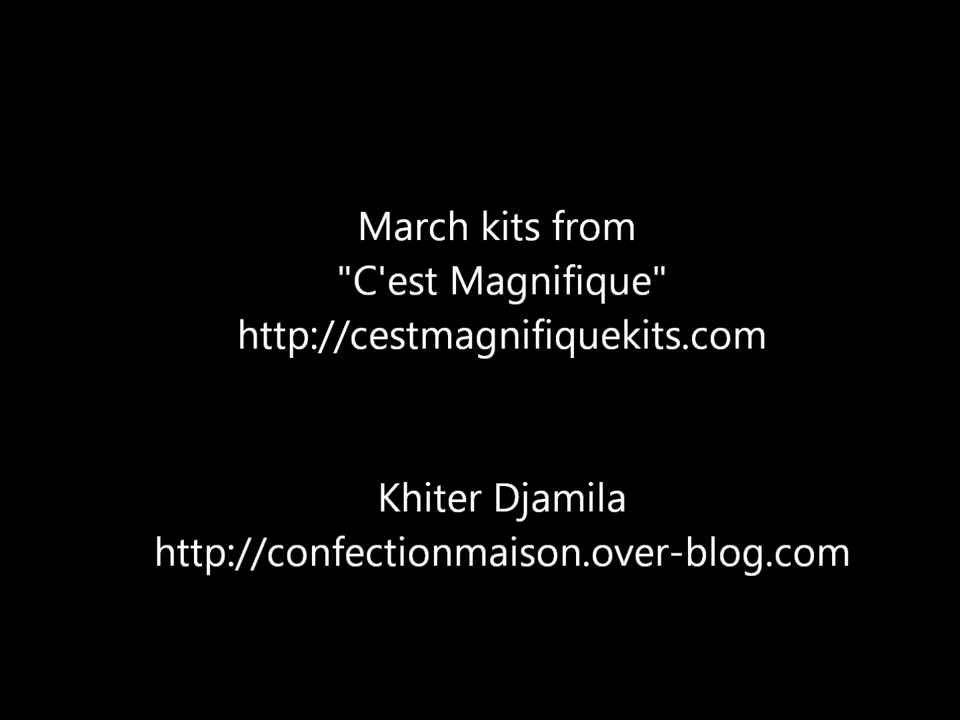 March kits from
"C'est Magnifique"
http://cestmagnifiquekits.com
Khiter Djamila
http://confectionmaison.over-blog.com